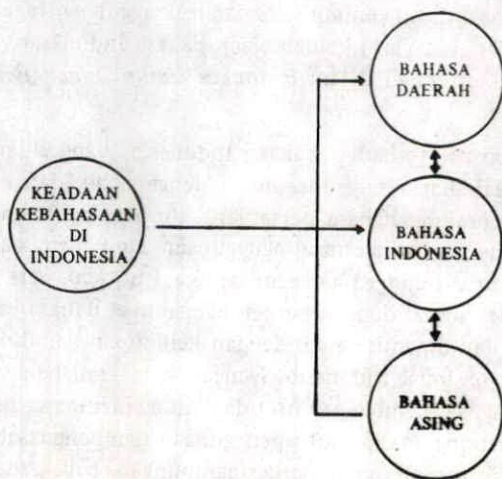 KEADAAN
KEBAHASAAN
DI
INDONESIA
BAHASA
DAERAH
BAHASA
INDONESIA
BAHASA
ASING